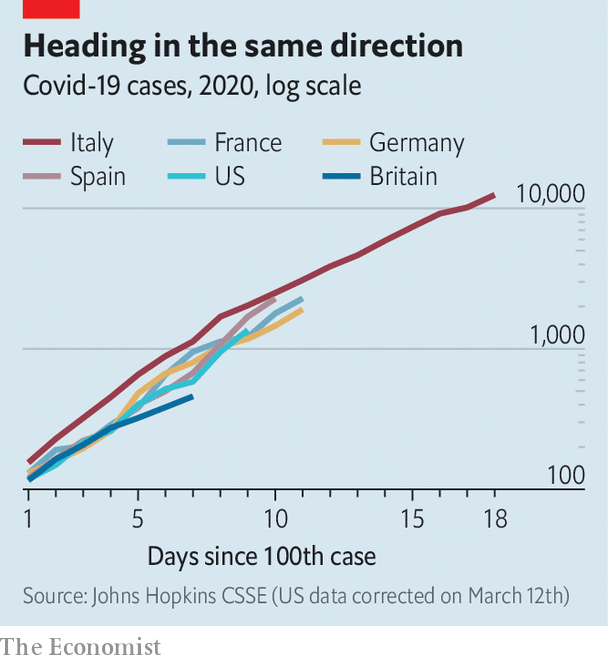 Heading in the same direction
Covid-19 cases, 2020, log scale
Italy France Germany
Spain US Britain
10,000
1,000
100
1 5 10 15 18
Days since 100th case
Source: Johns Hopkins CSSE (US data corrected on March 12th)
The Economist